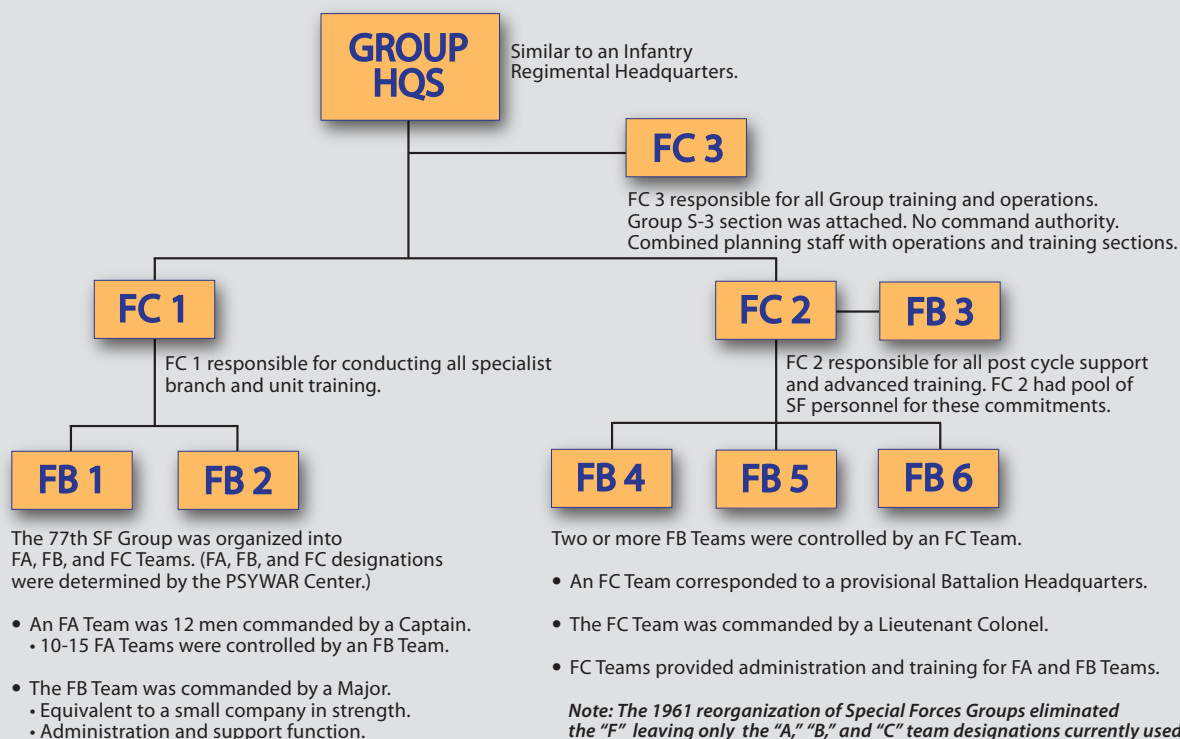 GROUP
HQS
Similar to an Infantry
Regimental Headquarters.
FC 3
FC 3 responsible for all Group training and operations.
Group S-3 section was attached. No command authority.
Combined planning staff with operations and training sections.
FC 1
FC 1 responsible for conducting all specialist
branch and unit training.
FC 2
FB 3
FC 2 responsible for all post cycle support
and advanced training. FC 2 had pool of
SF personnel for these commitments.
FB 1
FB 2
FB 4
FB 5
FB 6
The 77th SF Group was organized into
FA, FB, and FC Teams. (FA, FB, and FC designations
were determined by the PSYWAR Center.)
• An FA Team was 12 men commanded by a Captain.
• 10-15 FA Teams were controlled by an FB Team.
• The FB Team was commanded by a Major.
• Equivalent to a small company in strength.
• Administration and support function.
Two or more FB Teams were controlled by an FC Team.
• An FC Team corresponded to a provisional Battalion Headquarters.
• The FC Team was commanded by a Lieutenant Colonel.
• FC Teams provided administration and training for FA and FB Teams.
Note: The 1961 reorganization of Special Forces Groups eliminated
the “F” leaving only the “A,” “B,” and “C” team designations currently used